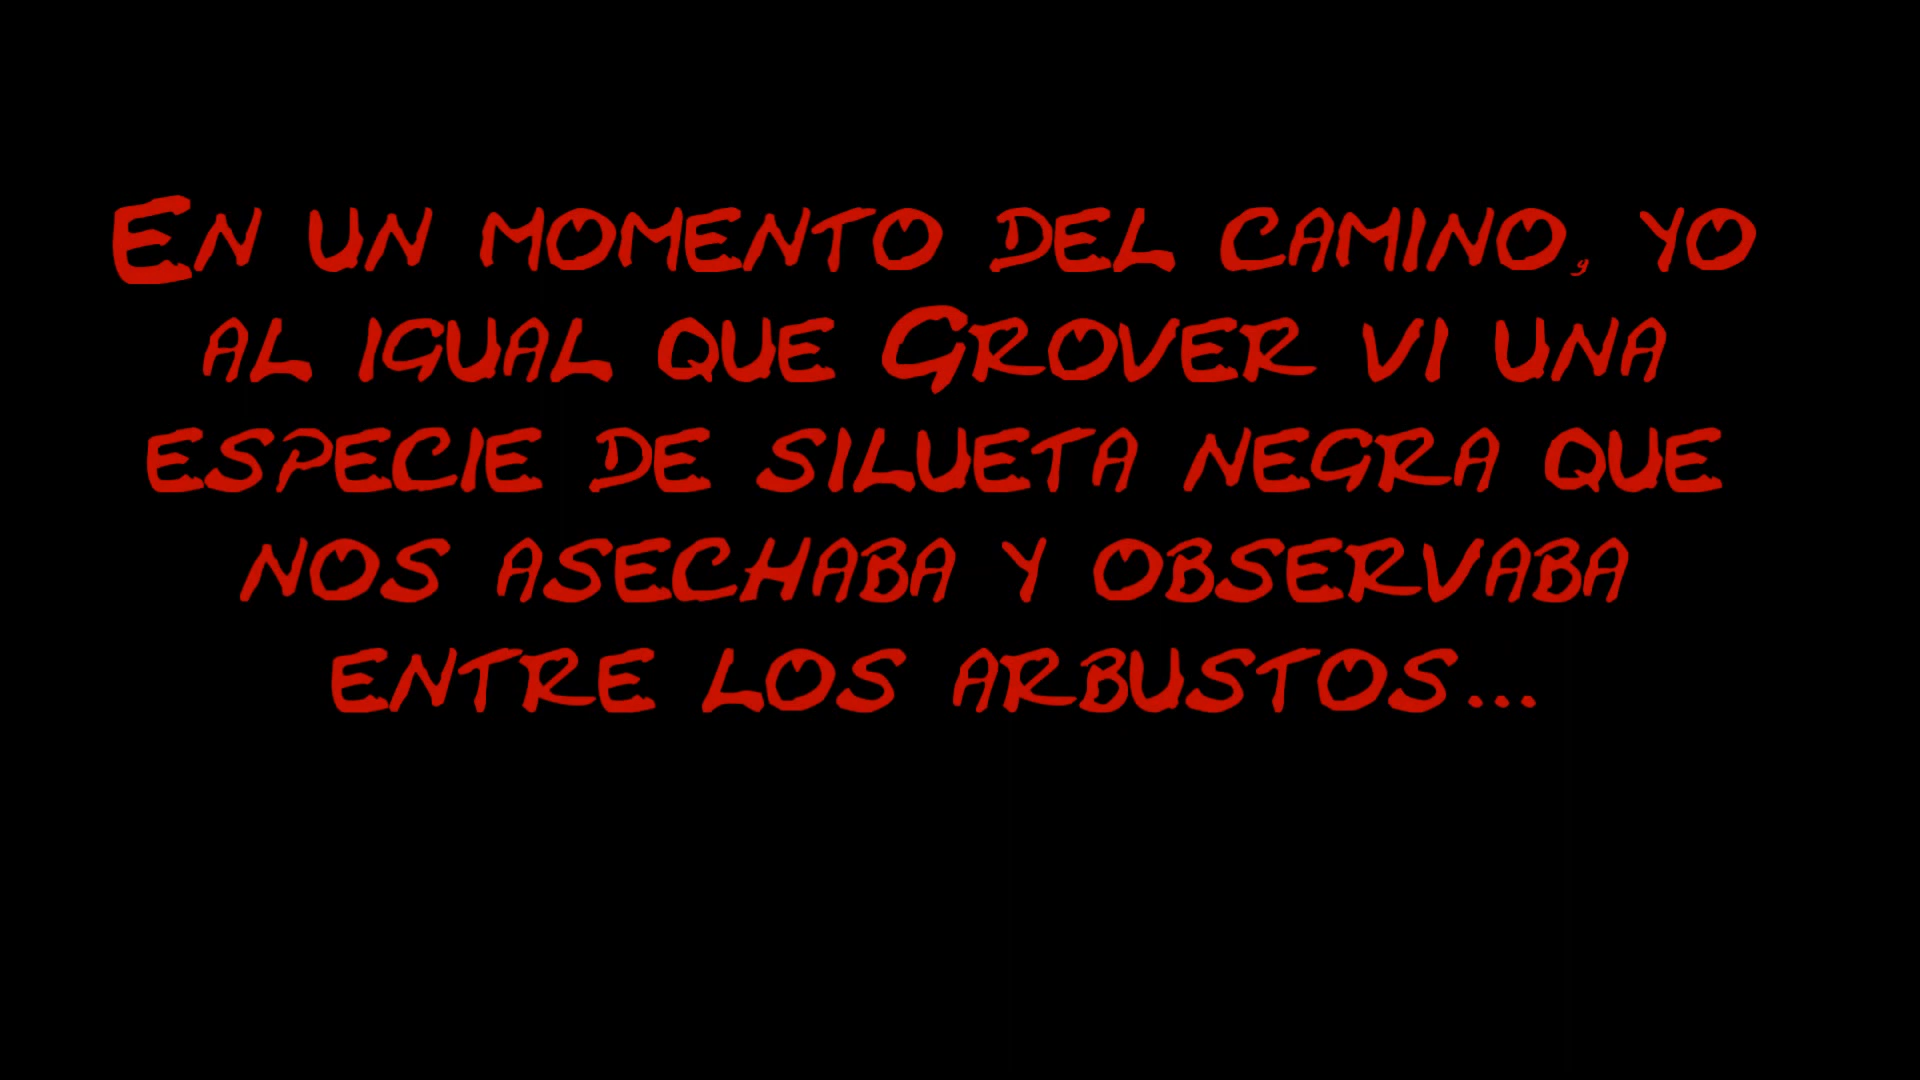 En un momento del camino, yo
al igual que Grover vi una
especie de silueta negra que
nos asechaba y observaba
entre los arbustos...